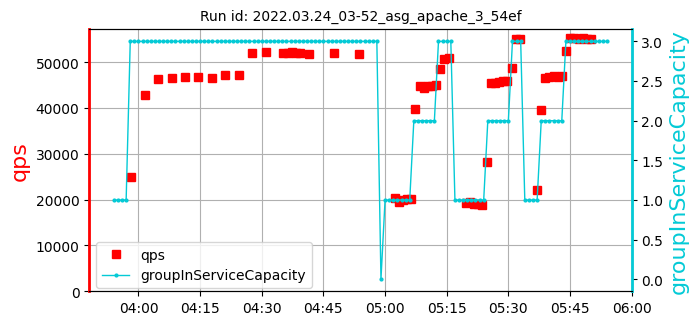 Run id: 2022.03.24_03-52_asg_apache_3_54ef
qps
50000
40000
30000
20000
10000
0
3.0
2.5
2.0
1.5
1.0
0.5
0.0
groupInServiceCapacity
qps
groupInServiceCapacity
04:00 04:15 04:30 04:45 05:00 05:15 05:30 05:45 06:00